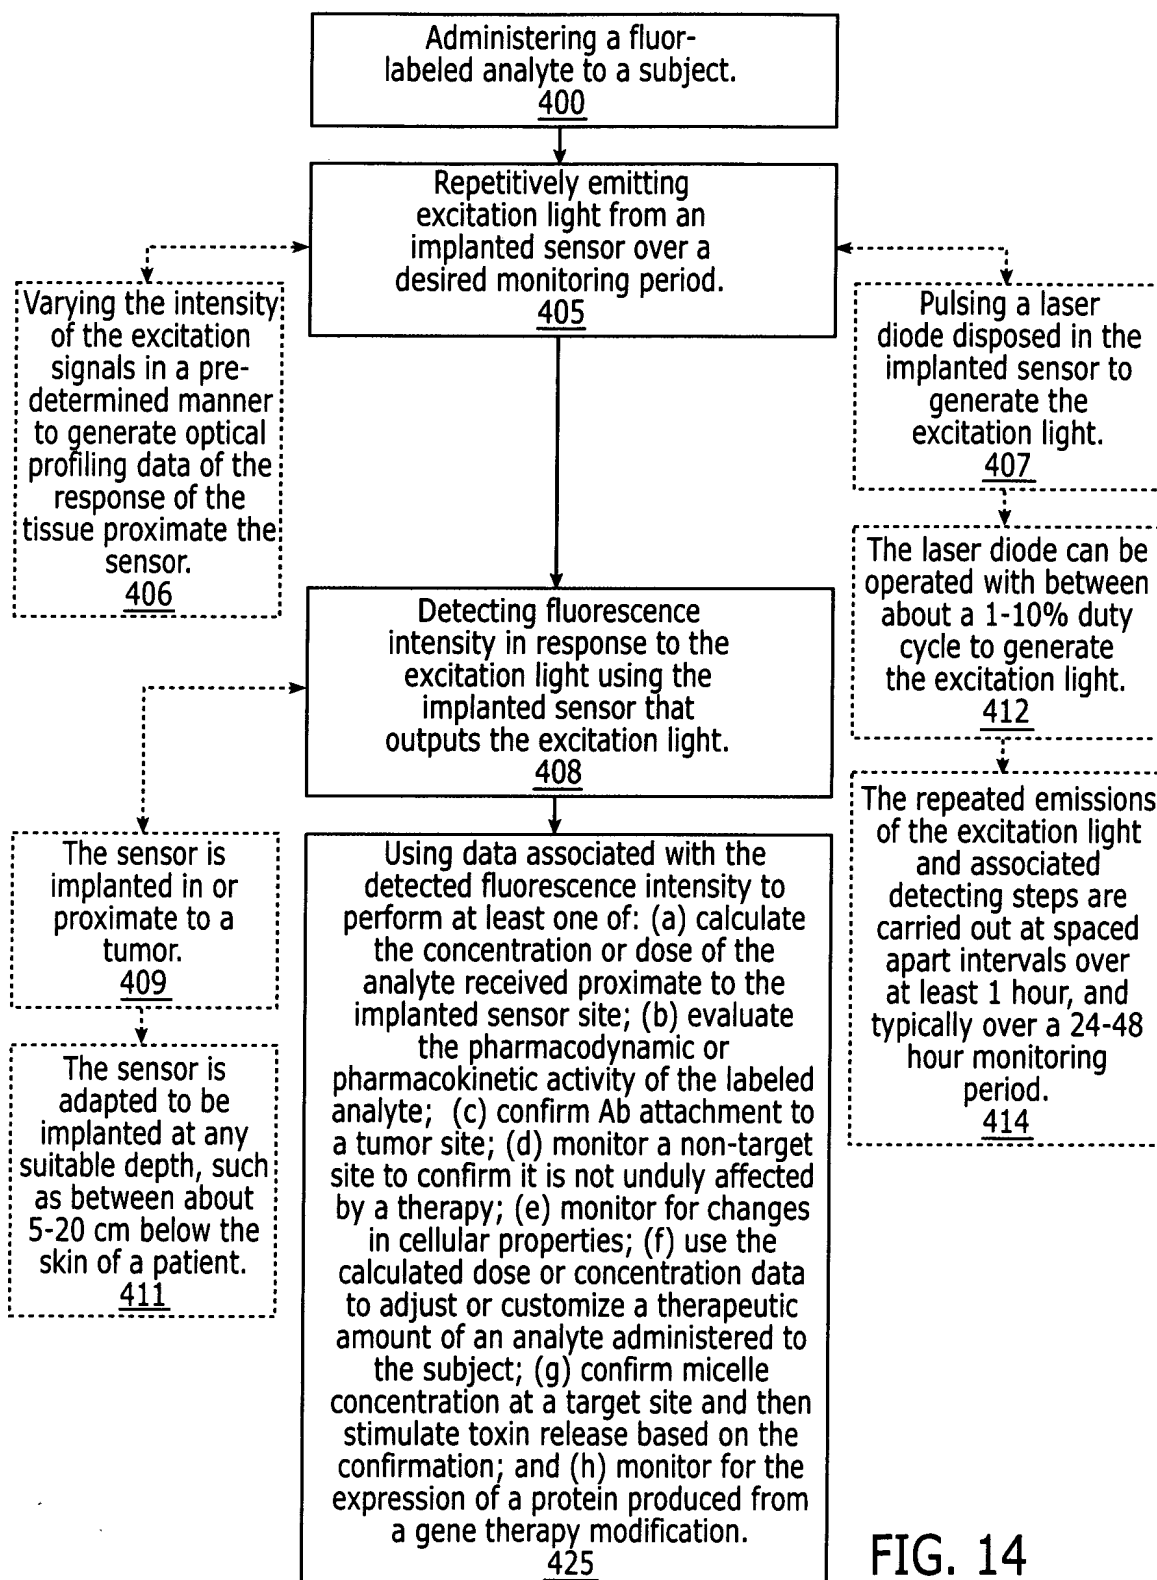 Administering a fluor-
labeled analyte to a subject.
400
Repetitively emitting
excitation light from an
implanted sensor over a
desired monitoring period.
405
Varying the intensity
of the excitation
signals in a pre-
determined manner
to generate optical
profiling data of the
response of the
tissue proximate the
sensor.
406
Pulsing a laser
diode disposed in the
implanted sensor to
generate the
excitation light.
407
The laser diode can be
operated with between
about a 1-10% duty
cycle to generate
the excitation light.
412
Detecting fluorescence
intensity in response to the
excitation light using the
implanted sensor that
outputs the excitation light.
408
The repeated emissions
of the excitation light
and associated
detecting steps are
carried out at spaced
apart intervals over
at least 1 hour, and
typically over a 24-48
hour monitoring
period.
414
The sensor is
implanted in or
proximate to a
tumor.
409
The sensor is
adapted to be
implanted at any
suitable depth, such
as between about
5-20 cm below the
skin of a patient.
411
Using data associated with the
detected fluorescence intensity to
perform at least one of: (a) calculate
the concentration or dose of the
analyte received proximate to the
implanted sensor site; (b) evaluate
the pharmacodynamic or
pharmacokinetic activity of the labeled
analyte; (c) confirm Ab attachment to
a tumor site; (d) monitor a non-target
site to confirm it is not unduly affected
by a therapy; (e) monitor for changes
in cellular properties; (f) use the
calculated dose or concentration data
to adjust or customize a therapeutic
amount of an analyte administered to
the subject; (g) confirm micelle
concentration at a target site and then
stimulate toxin release based on the
confirmation; and (h) monitor for the
expression of a protein produced from
a gene therapy modification.
425
FIG. 14